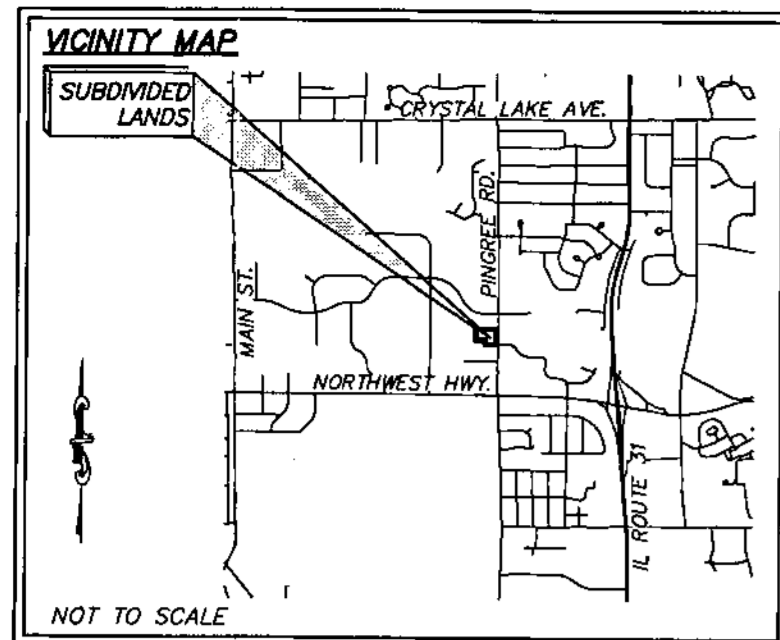 VICINITY MAP
SUBDIVIDED
LANDS
CRYSTAL LAKE AVE.
PINGREE RD.
MAIN ST.
NORTHWEST HWY.
IL ROUTE 31
NOT TO SCALE